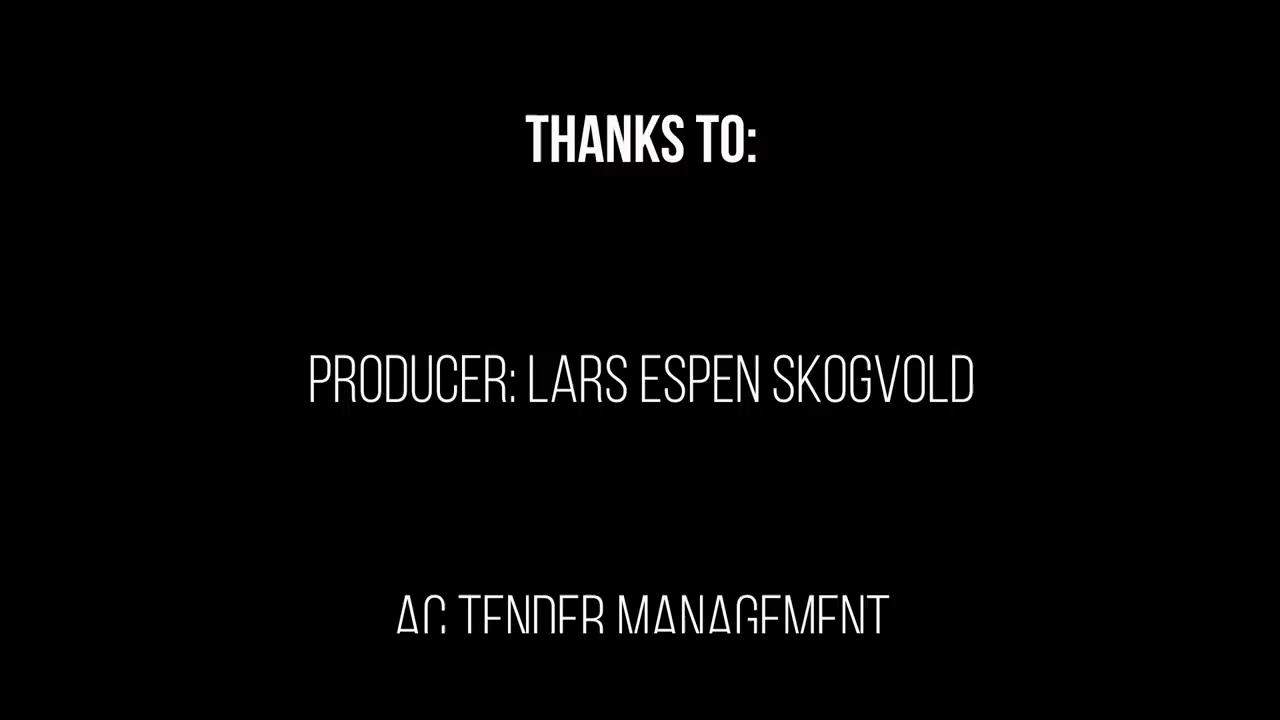 THANKS TO:
PRODUCER: LARS ESPEN SKOGVOLD
AC TENDER MANAGEMENT